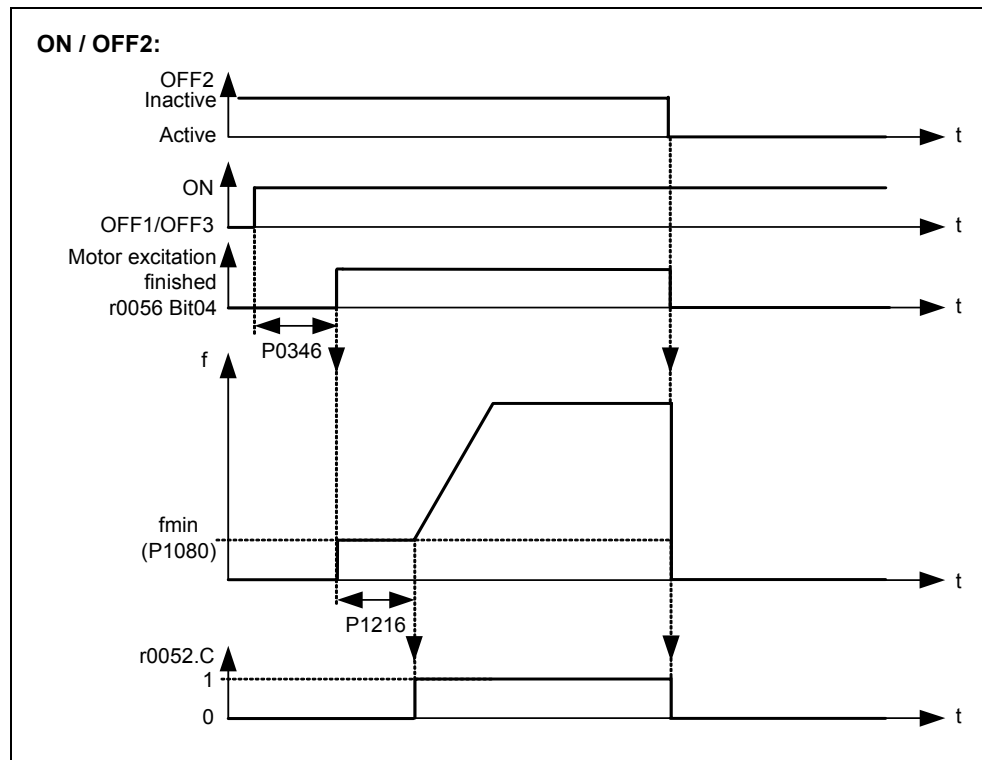 ON / OFF2:
OFF2
Inactive
Active
t
ON
OFF1/OFF3
t
Motor excitation
finished
r0056 Bit04
t
P0346
f
fmin
(P1080)
t
P1216
r0052.C
1
0
t